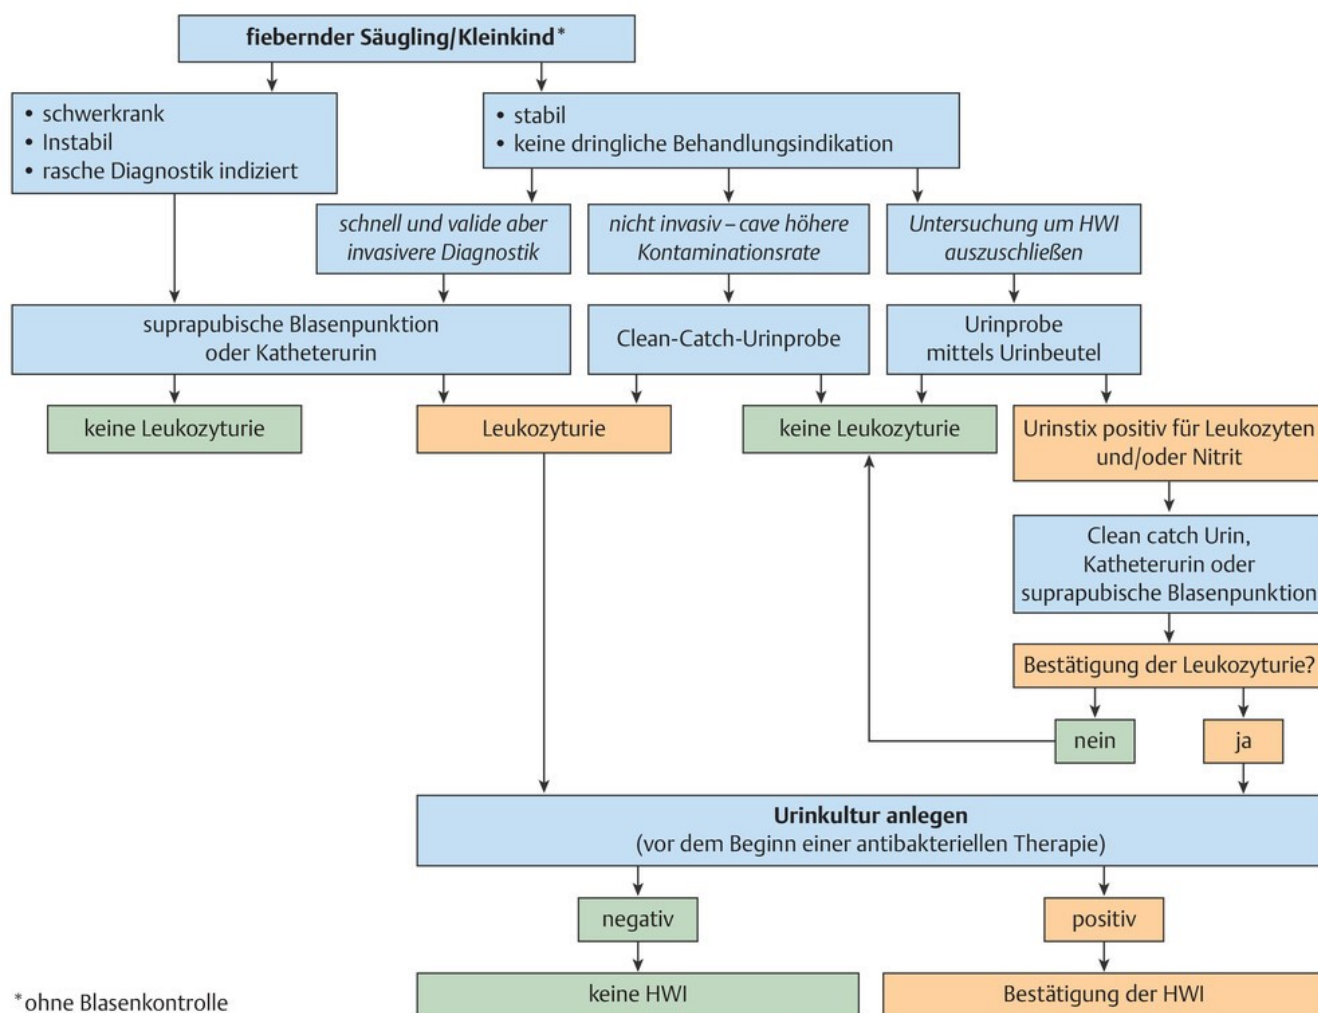 fiebernder Säugling/Kleinkind*
• schwerkrank
• Instabil
• rasche Diagnostik indiziert
• stabil
• keine dringliche Behandlungsindikation
schnell und valide aber
invasivere Diagnostik
nicht invasiv – cave höhere
Kontaminationsrate
Untersuchung um HWI
auszuschließen
suprapubische Blasenpunktion
oder Katheterurin
Clean-Catch-Urinprobe
Urinprobe
mittels Urinbeutel
keine Leukozyturie
Leukozyturie
keine Leukozyturie
Urinstix positiv für Leukozyten
und/oder Nitrit
Clean catch Urin,
Katheterurin oder
suprapubische Blasenpunktion
Bestätigung der Leukozyturie?
nein
ja
Urinkultur anlegen
(vor dem Beginn einer antibakteriellen Therapie)
negativ
positiv
keine HWI
Bestätigung der HWI
*ohne Blasenkontrolle